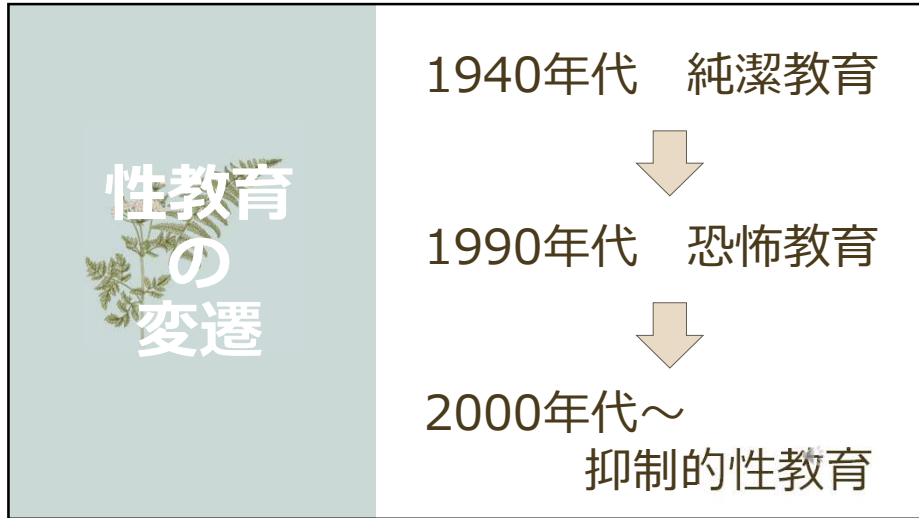 性教育
の
変遷
1940年代　純潔教育
1990年代　恐怖教育
2000年代～
抑制的性教育